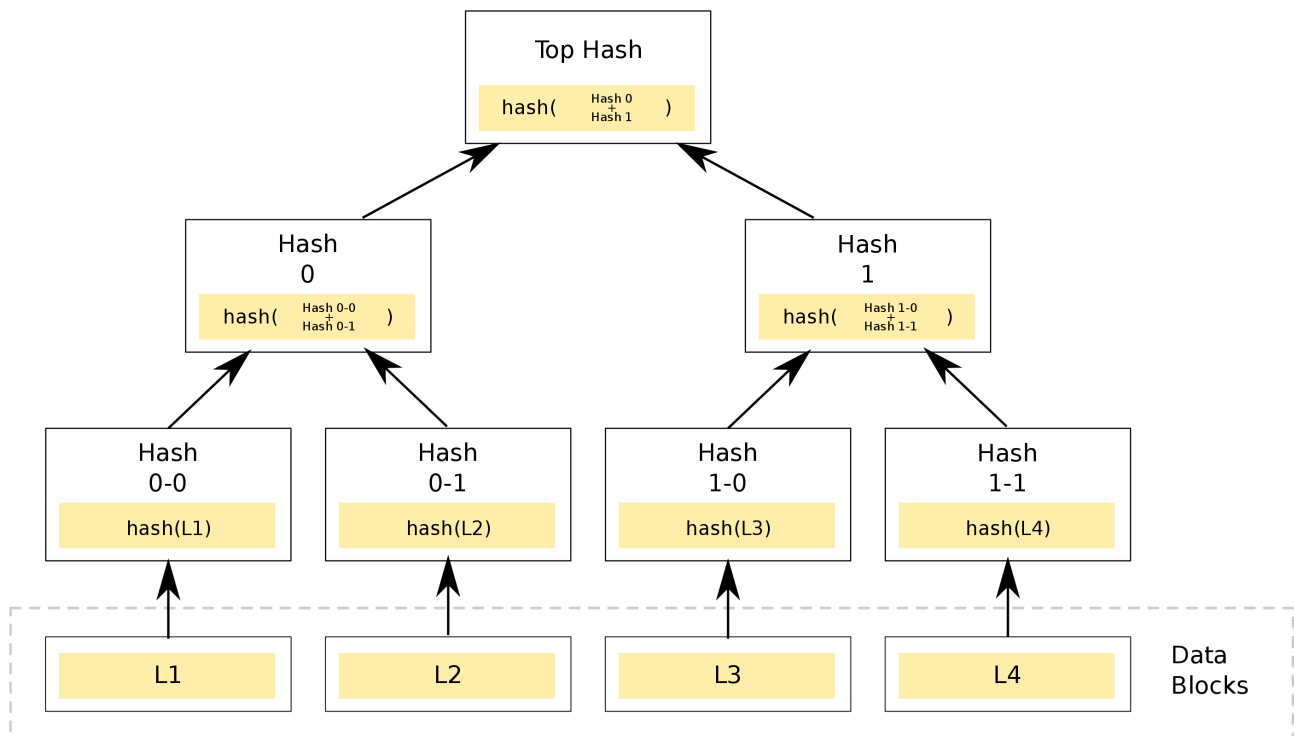 Top Hash
hash( Hash 0 + Hash 1 )
Hash
0
hash( Hash 0-0 + Hash 0-1 )
Hash
1
hash( Hash 1-0 + Hash 1-1 )
Hash
0-0
hash(L1)
Hash
0-1
hash(L2)
Hash
1-0
hash(L3)
Hash
1-1
hash(L4)
L1
L2
L3
L4
Data
Blocks